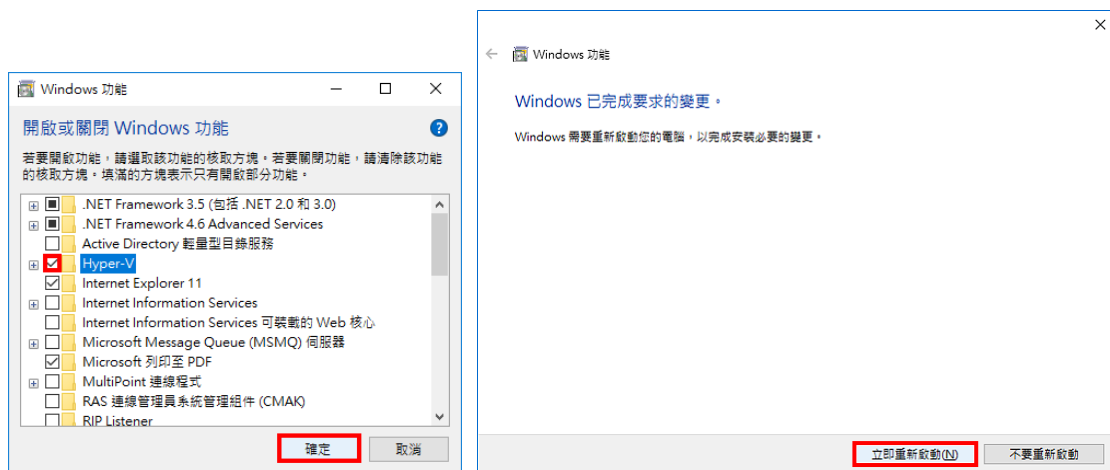 Windows 功能
開啟或關閉 Windows 功能
若要開啟功能，請選取該功能的核取方塊。若要關閉功能，請清除該功能
的核取方塊。填滿的方塊表示只有開啟部分功能。
.NET Framework 3.5 (包括 .NET 2.0 和 3.0)
.NET Framework 4.6 Advanced Services
Active Directory 輕量型目錄服務
Hyper-V
Internet Explorer 11
Internet Information Services
Internet Information Services 可裝載的 Web 核心
Microsoft Message Queue (MSMQ) 伺服器
Microsoft 列印至 PDF
MultiPoint 連線程式
RAS 連線管理員系統管理組件 (CMAK)
RIP Listener
確定
取消
Windows 功能
Windows 已完成要求的變更。
Windows 需要重新啟動您的電腦，以完成安裝必要的變更。
立即重新啟動(N)
不要重新啟動